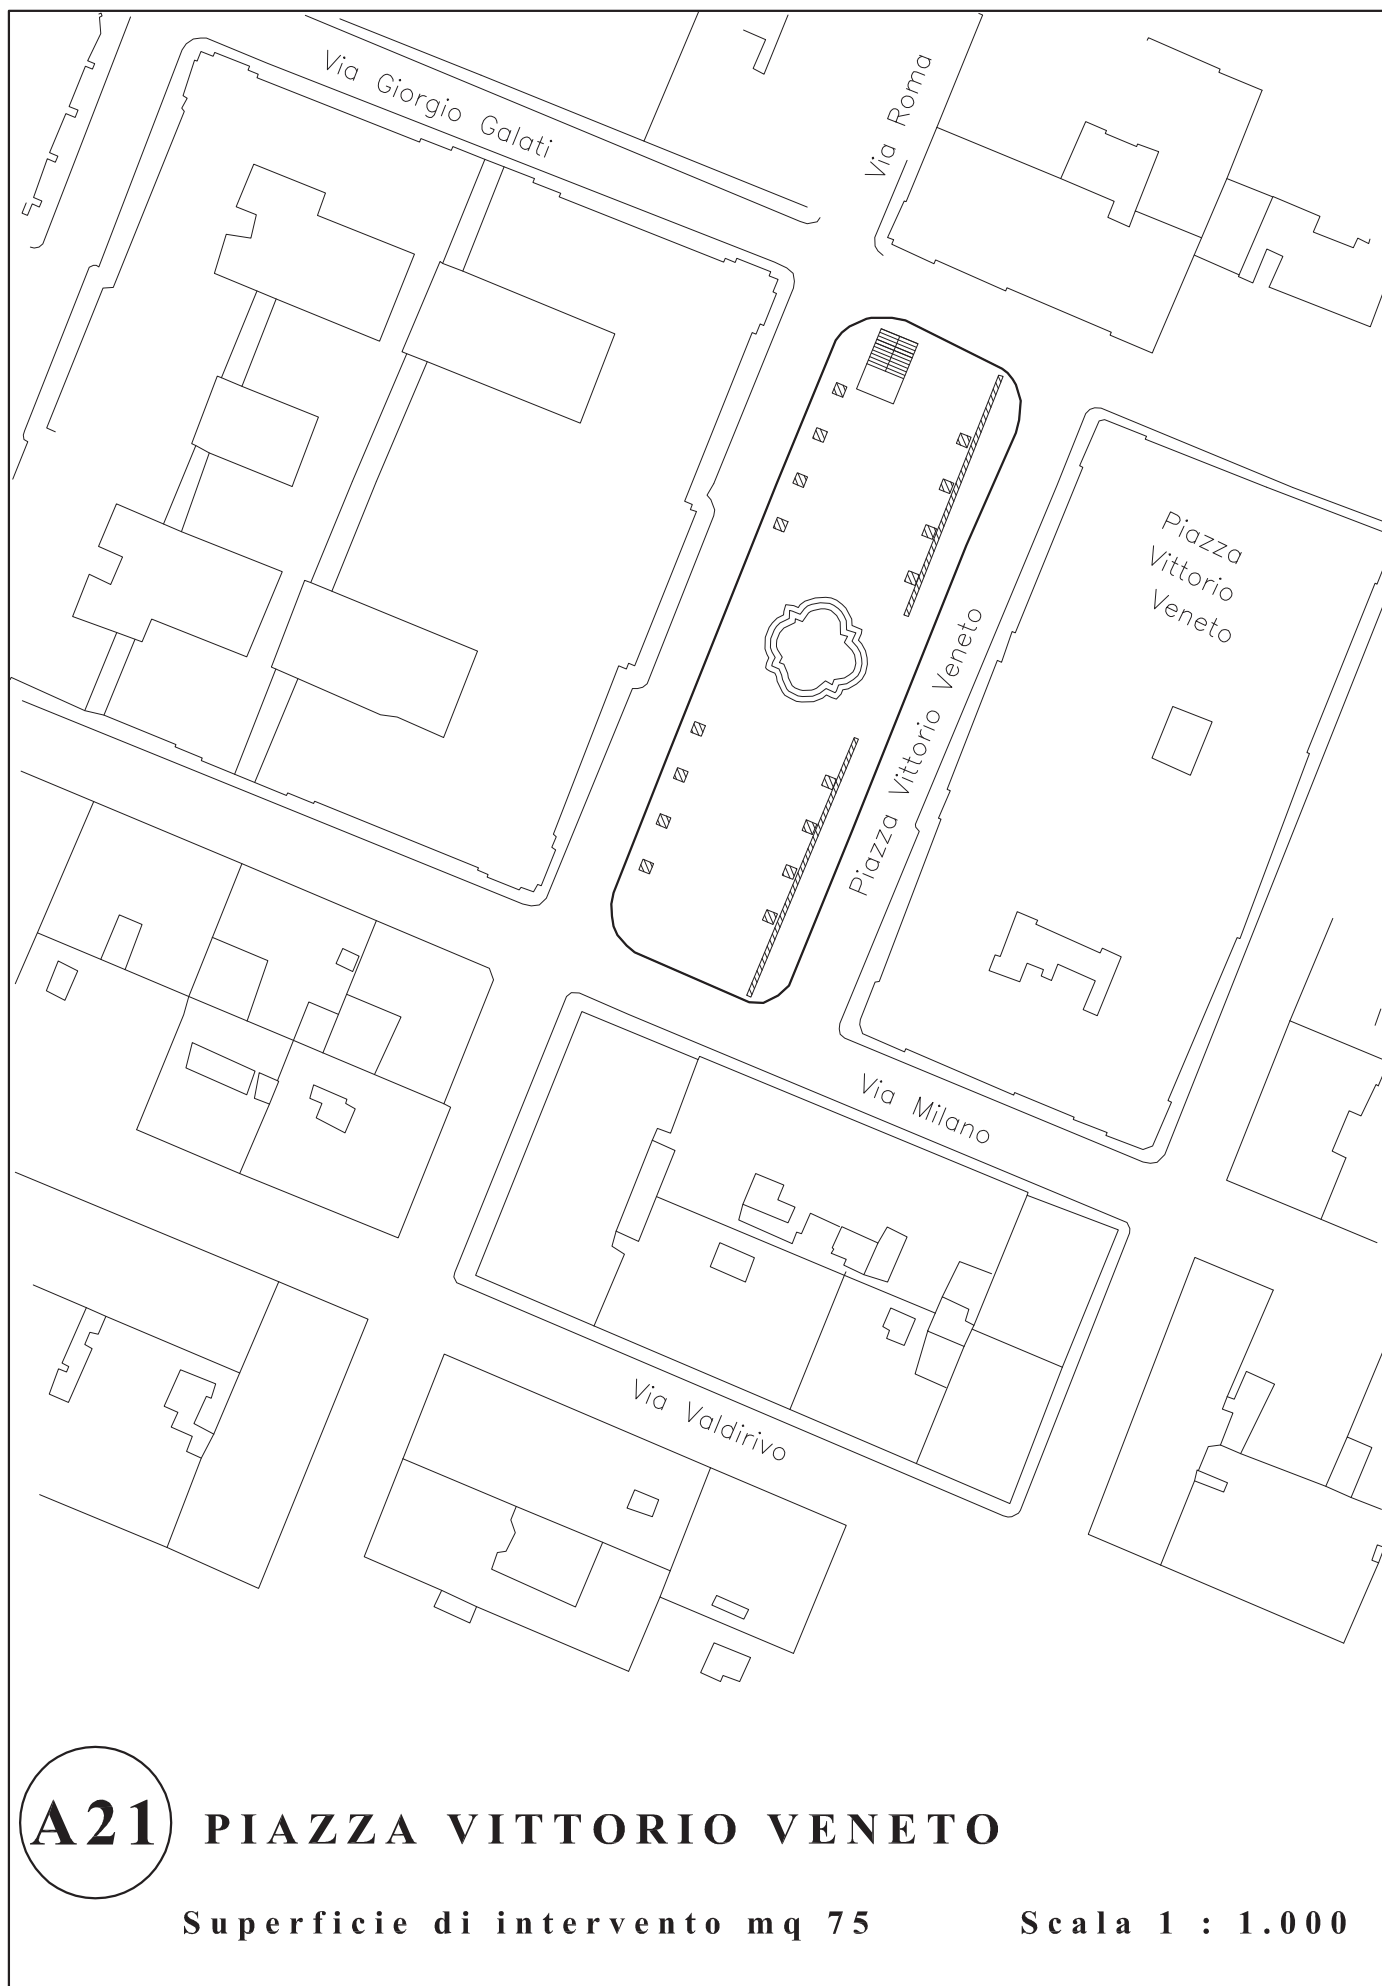 Via Giorgio Galati
Via Roma
Piazza
Vittorio
Veneto
Piazza Vittorio Veneto
Via Milano
Via Valdirivo
A21
PIAZZA VITTORIO VENETO
Superficie di intervento mq 75
Scala 1 : 1.000